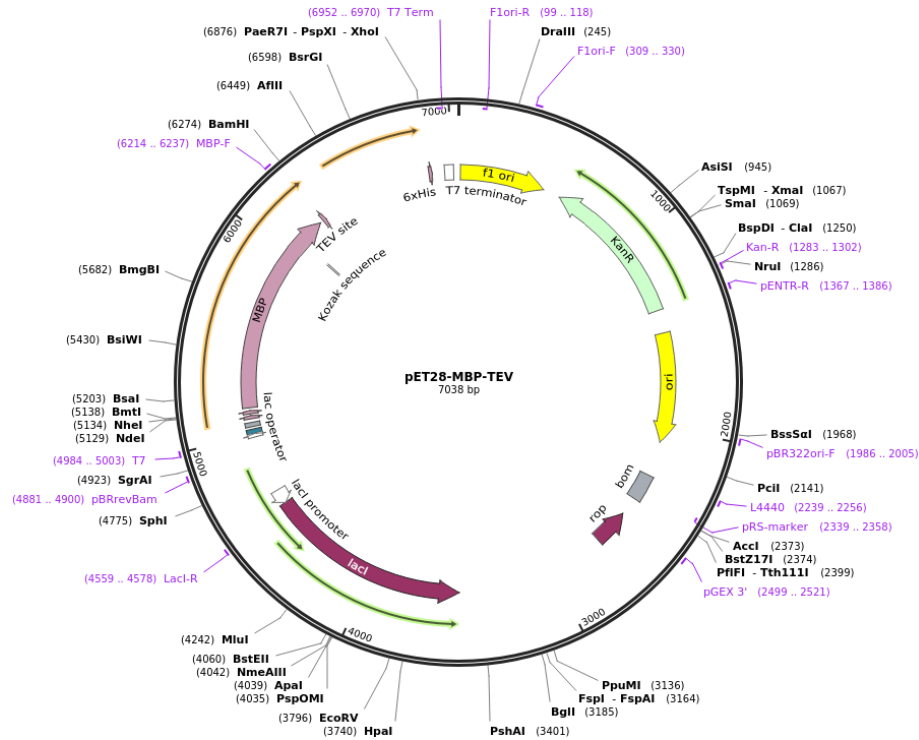 (6952 .. 6970) T7 Term
F1ori-R (99 .. 118)
(6876) PaeR7I - PspXI - XhoI
DraIII (245)
F1ori-F (309 .. 330)
(6598) BsrGI
(6449) AflII
(6274) BamHI
(6214 .. 6237) MBP-F
7000
f1 ori
6xHis
T7 terminator
AsiSI (945)
TspMI - XmaI (1067)
SmaI (1069)
1000
BspDI - ClaI (1250)
Kan-R (1283 .. 1302)
NruI (1286)
pENTR-R (1367 .. 1386)
KanR
6000
TEV site
Kozak sequence
MBP
(5682) BmgBI
(5430) BsiWI
pET28-MBP-TEV
7038 bp
ori
(5203) BsaI
(5138) BmtI
(5134) NheI
(5129) NdeI
lac operator
(4984 .. 5003) T7
5000
(4923) SgrAI
(4881 .. 4900) pBRrevBam
(4775) SphI
2000
BssSαI (1968)
pBR322ori-F (1986 .. 2005)
PciI (2141)
L4440 (2239 .. 2256)
pRS-marker (2339 .. 2358)
AccI (2373)
BstZ17I (2374)
PflFI - Tth111I (2399)
pGEX 3' (2499 .. 2521)
bom
rop
lacI promoter
lacI
(4559 .. 4578) LacI-R
(4242) MluI
(4060) BstEII
(4042) NmeAIII
(4039) ApaI
(4035) PspOMI
(3796) EcoRV
(3740) HpaI
4000
3000
PpuMI (3136)
FspI - FspAI (3164)
BglI (3185)
PshAI (3401)